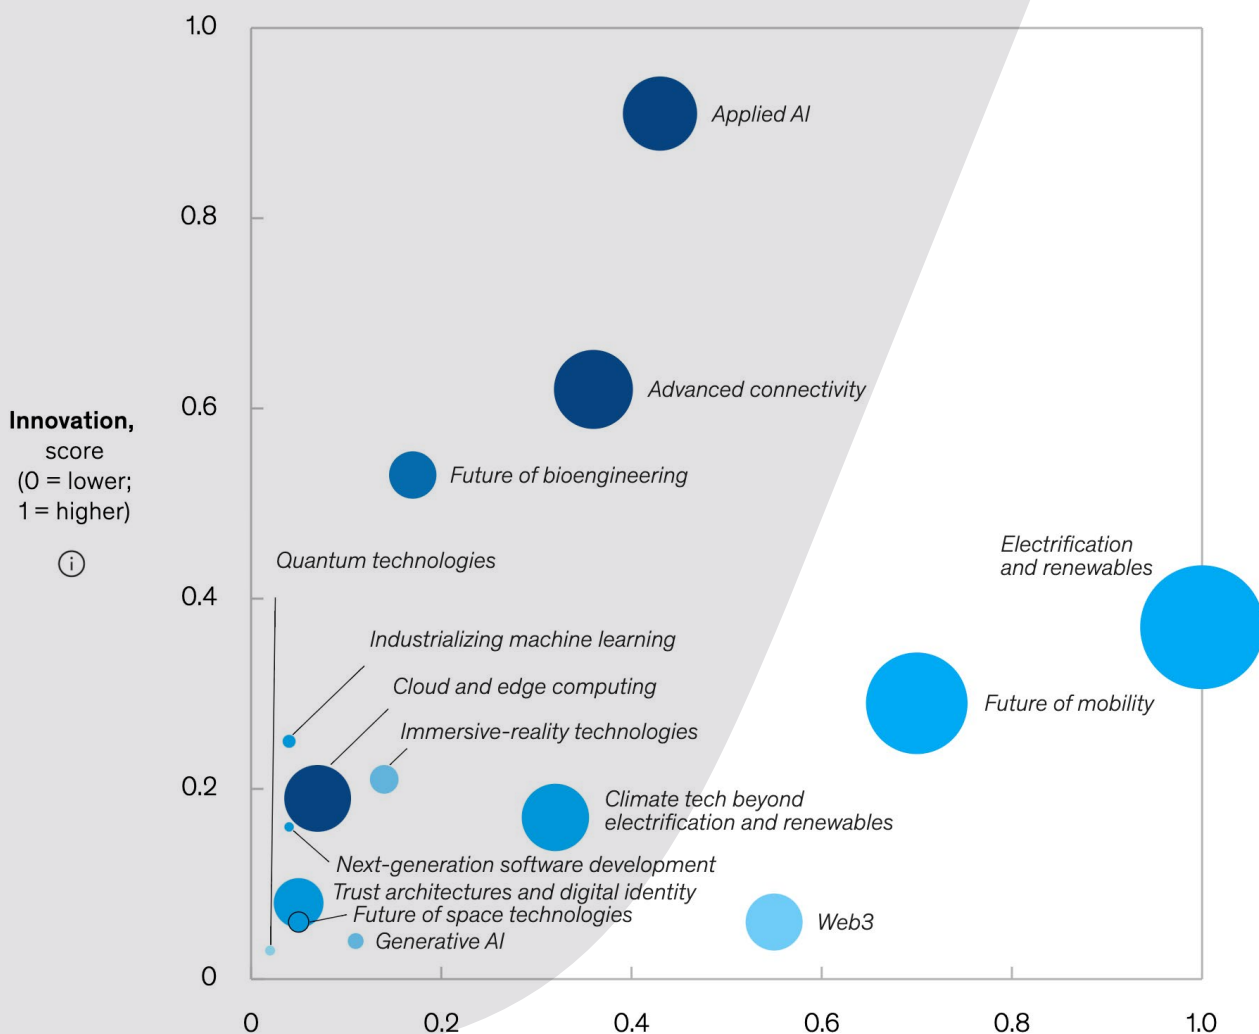 1.0
Applied AI
0.8
Advanced connectivity
0.6
Innovation,
score
(0 = lower;
1 = higher)
i
Future of bioengineering
Electrification
and renewables
Quantum technologies
0.4
Industrializing machine learning
Cloud and edge computing
Future of mobility
Immersive-reality technologies
0.2
Climate tech beyond
electrification and renewables
Next-generation software development
Trust architectures and digital identity
Future of space technologies
Web3
Generative AI
0
0 0.2 0.4 0.6 0.8 1.0